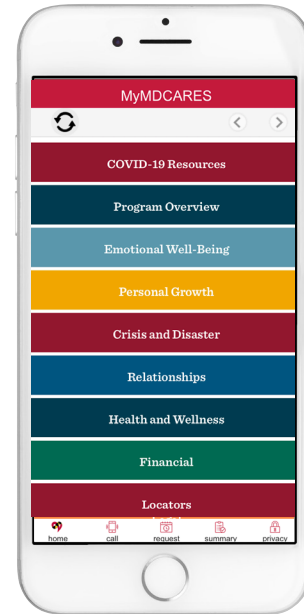 MyMDCARES
COVID-19 Resources
Program Overview
Emotional Well-Being
Personal Growth
Crisis and Disaster
Relationships
Health and Wellness
Financial
Locators
home call request summary privacy